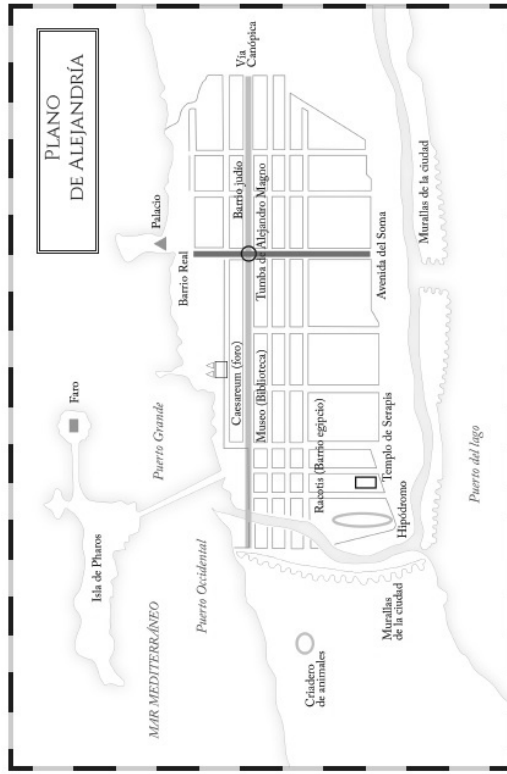 PLANO
DE ALEJANDRÍA
Faro
Isla de Pharos
MAR MEDITERRÁNEO
Puerto Grande
Puerto Occidental
Palacio
Barrio Real
Vía
Canópica
Caesareum (foro)
Barrio judío
Museo (Biblioteca)
Tumba de Alejandro Magno
Racotis (Barrio egipcio)
Templo de Serapis
Hipódromo
Avenida del Soma
Criadero
de animales
Murallas
de la ciudad
Murallas de la ciudad
Puerto del lago